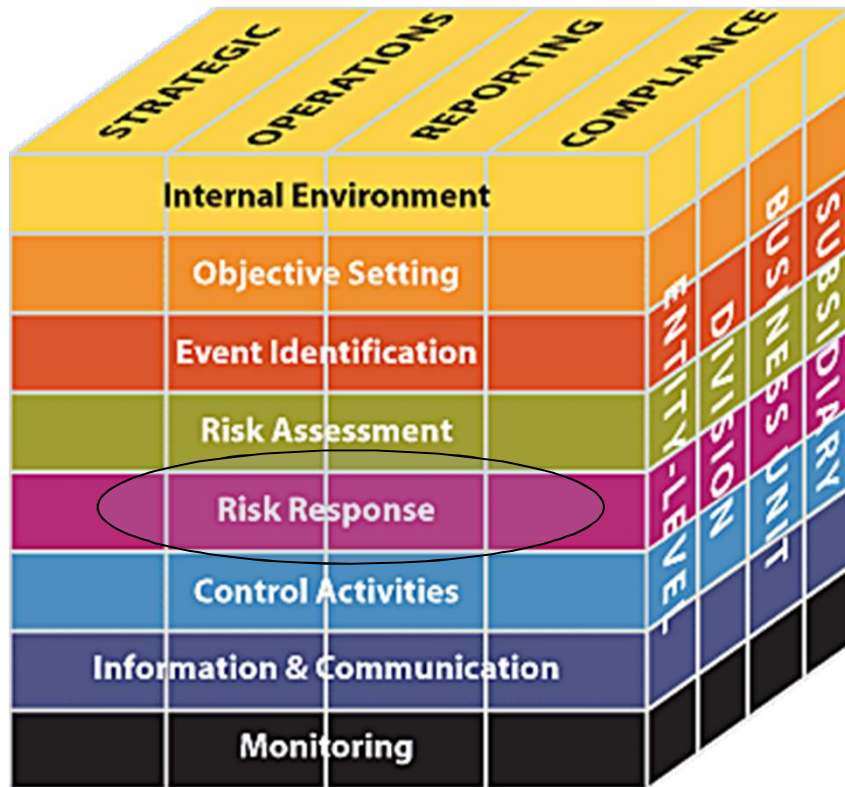 STRATEGIC
OPERATIONS
REPORTING
COMPLIANCE
Internal Environment
Objective Setting
Event Identification
Risk Assessment
Risk Response
Control Activities
Information & Communication
Monitoring
ENTITY-LEVEL
DIVISION
BUSINESS UNIT
SUBSIDIARY